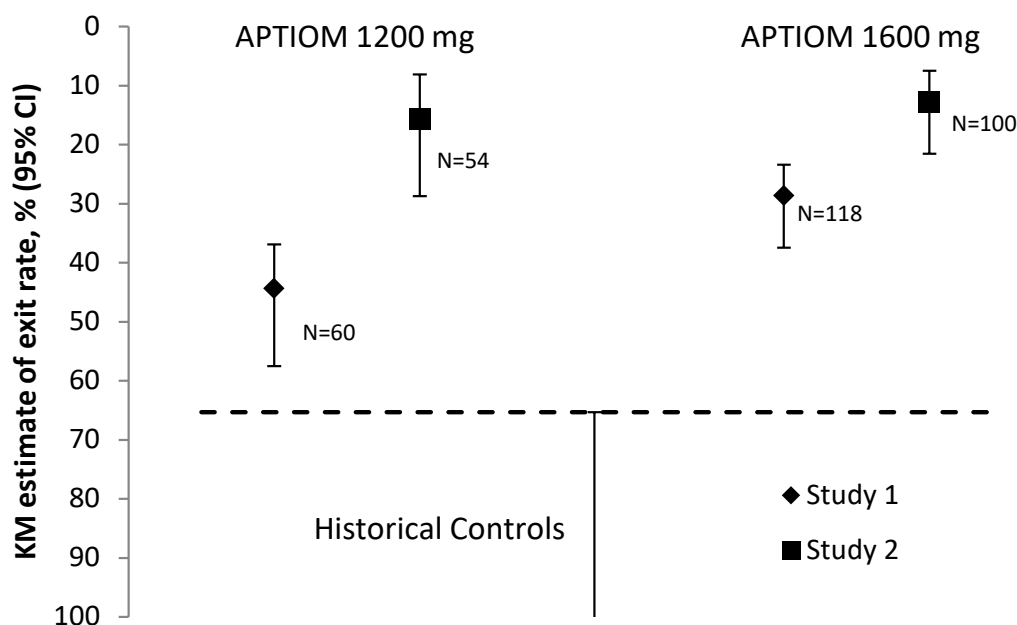 KM estimate of exit rate, % (95% CI)
0
10
20
30
40
50
60
70
80
90
100
APTIOM 1200 mg
APTIOM 1600 mg
N=54
N=100
N=118
N=60
Historical Controls
Study 1
Study 2